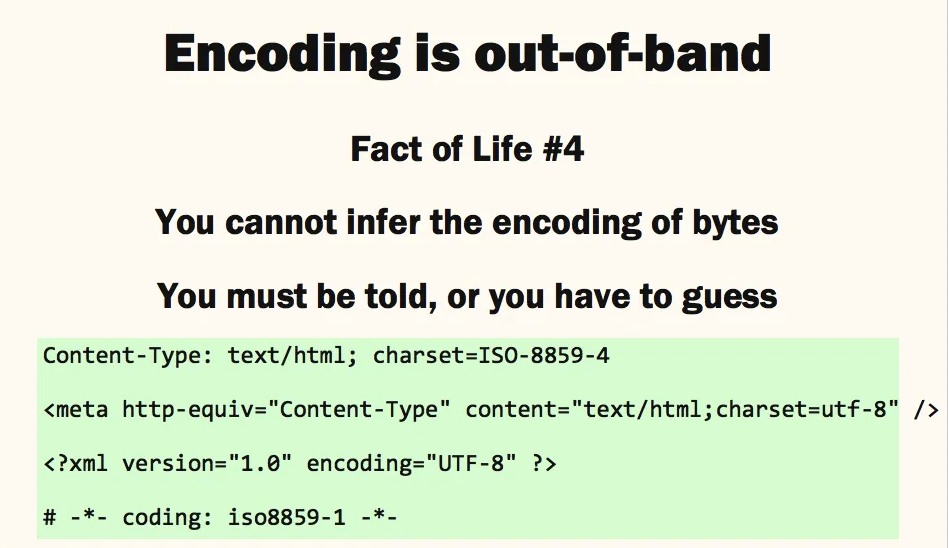 Encoding is out-of-band
Fact of Life #4
You cannot infer the encoding of bytes
You must be told, or you have to guess
Content-Type: text/html; charset=ISO-8859-4
<meta http-equiv="Content-Type" content="text/html;charset=utf-8" />
<?xml version="1.0" encoding="UTF-8" ?>
# -*- coding: iso8859-1 -*-